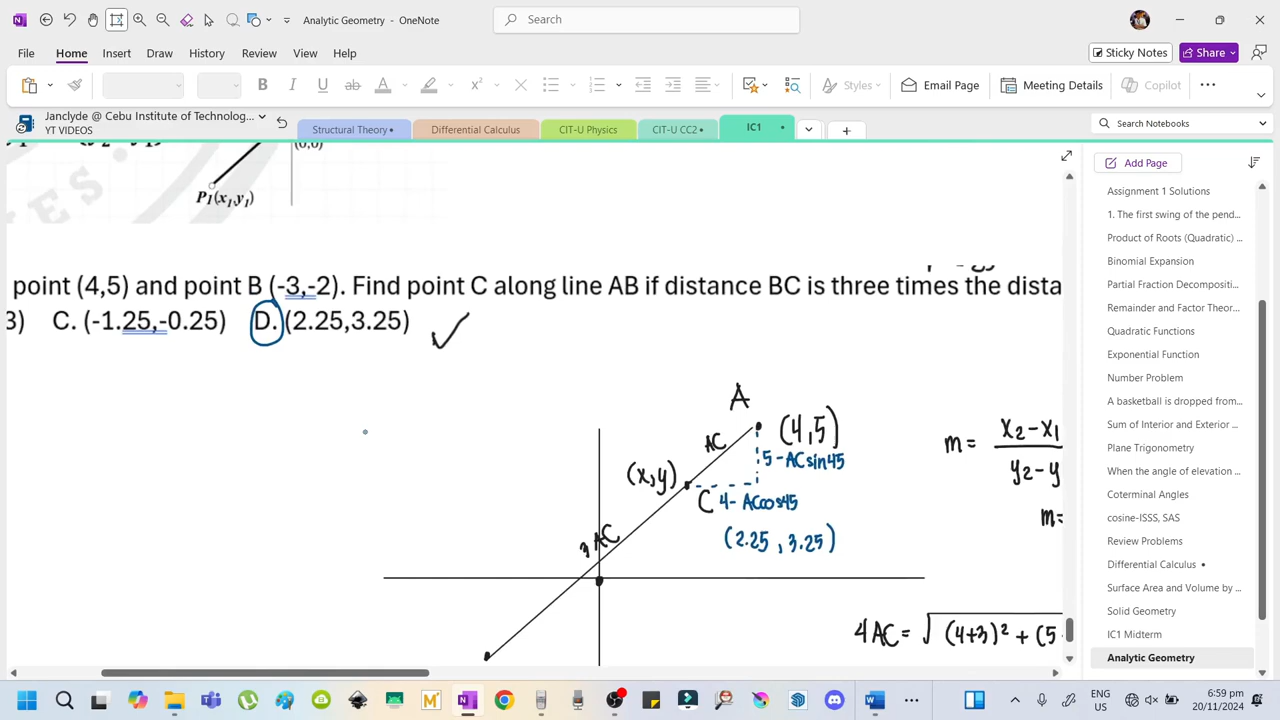 Analytic Geometry - OneNote
Search
File Home Insert Draw History Review View Help
Sticky Notes
Share
Styles
Email Page
Meeting Details
Copilot
Janclyde @ Cebu Institute of Technolog...
YT VIDEOS
Structural Theory
Differential Calculus
CIT-U Physics
CIT-U CC2
IC1
Search Notebooks
(0,0)
P1(x1,y1)
point (4,5) and point B (-3,-2). Find point C along line AB if distance BC is three times the dista
3) C. (-1.25,-0.25) D. (2.25,3.25)
A
(4,5)
AC
5-ACsin45
(x,y)
C
4-ACcos45
3AC
(2.25, 3.25)
m= x2-x1
y2-y
m=
4AC= √(4+3)² + (5
Add Page
Assignment 1 Solutions
1. The first swing of the pend...
Product of Roots (Quadratic) ...
Binomial Expansion
Partial Fraction Decompositi...
Remainder and Factor Theor...
Quadratic Functions
Exponential Function
Number Problem
A basketball is dropped from...
Sum of Interior and Exterior ...
Plane Trigonometry
When the angle of elevation ...
Coterminal Angles
cosine-ISSS, SAS
Review Problems
Differential Calculus
Surface Area and Volume by ...
Solid Geometry
IC1 Midterm
Analytic Geometry
ENG
US
6:59 pm
20/11/2024